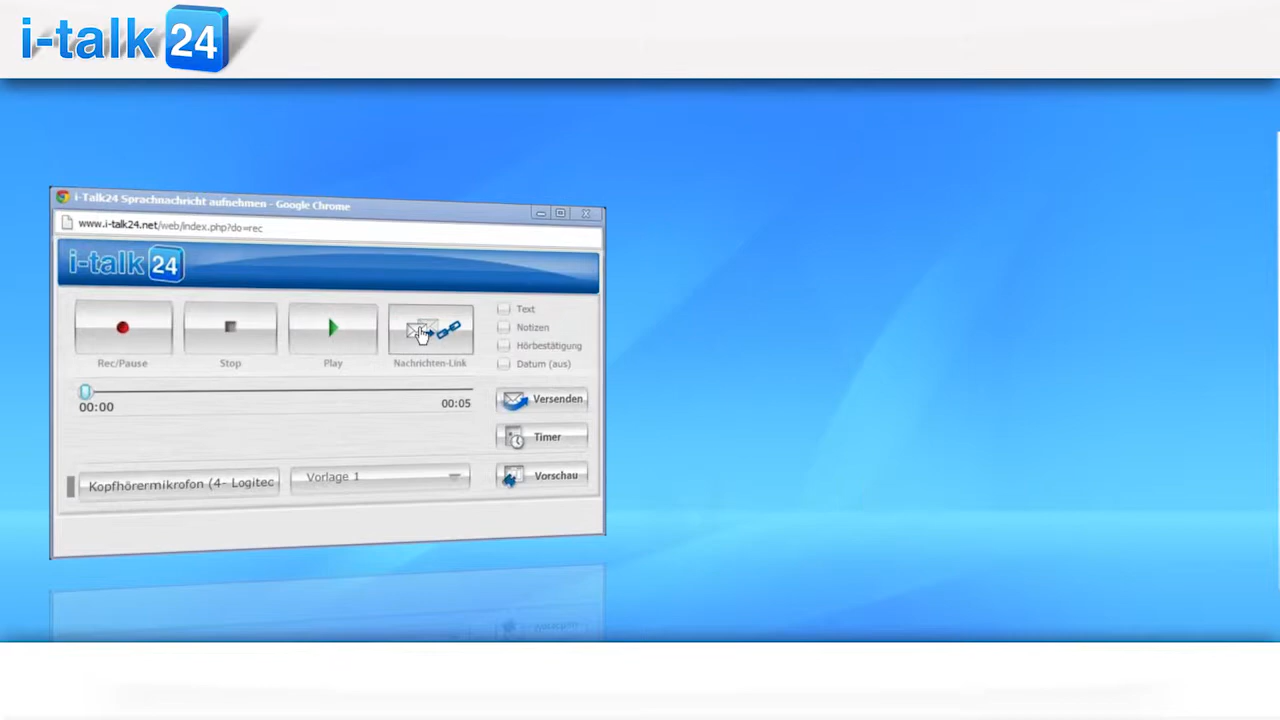 i-talk 24
i-Talk24 Sprachnachricht aufnehmen - Google Chrome
www.i-talk24.net/web/index.php?do=rec
i-talk 24
Rec/Pause
Stop
Play
Nachrichten-Link
Text
Notizen
Hörbestätigung
Datum (aus)
00:00
00:05
Versenden
Timer
Vorschau
Kopfhörermikrofon (4- Logitec
Vorlage 1